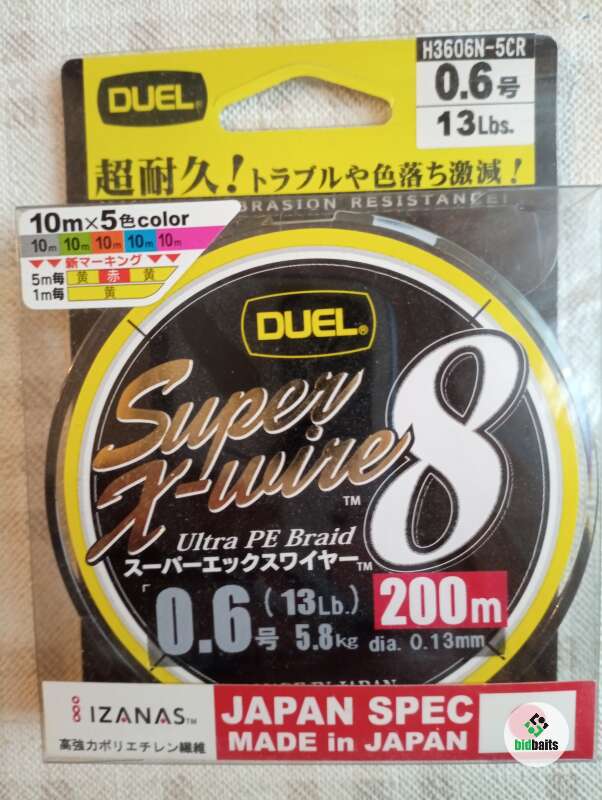 H3606N-5CR
DUEL®
0.6号
13Lbs.
超耐久! トラブルや色落ち激減!
BRASION RESISTANCE!
10m×5色color
10m 10m 10m 10m 10m
▼▼新マーキング▼▼
5m毎 黄 赤 黄
1m毎 黄
DUEL®
Super
X-wire 8
TM
Ultra PE Braid
スーパーエックスワイヤー™
0.6号 (13Lb.) 5.8kg 200m
dia. 0.13mm
JAPAN
IZANAS™
高強力ポリエチレン繊維
JAPAN SPEC
MADE in JAPAN
bidbaits